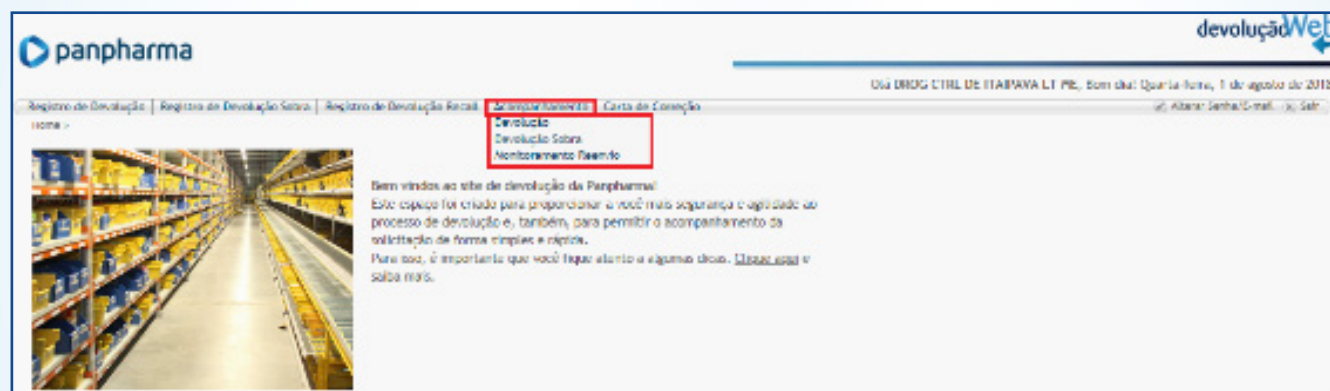 devoluçãoWeb
panpharma
Olá DROG CTRL DE ITAIPAVA LT ME, Bom dia! Quarta-feira, 1 de agosto de 2018
Registro de Devolução | Registro de Devolução Sobra | Registro de Devolução Recall | Acompanhamento | Carta de Correção
Alterar Senha/E-mail. Sair
Home >
Devolução
Devolução Sobra
Monitoramento Reenvio
Bem vindos ao site de devolução da Panpharma!
Este espaço foi criado para proporcionar a você mais segurança e agilidade ao
processo de devolução e, também, para permitir o acompanhamento da
solicitação de forma simples e rápida.
Para isso, é importante que você fique atento a algumas dicas. Clique aqui e
saiba mais.